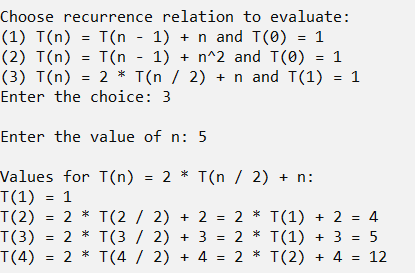 Choose recurrence relation to evaluate:
(1) T(n) = T(n - 1) + n and T(0) = 1
(2) T(n) = T(n - 1) + n^2 and T(0) = 1
(3) T(n) = 2 * T(n / 2) + n and T(1) = 1
Enter the choice: 3
Enter the value of n: 5
Values for T(n) = 2 * T(n / 2) + n:
T(1) = 1
T(2) = 2 * T(2 / 2) + 2 = 2 * T(1) + 2 = 4
T(3) = 2 * T(3 / 2) + 3 = 2 * T(1) + 3 = 5
T(4) = 2 * T(4 / 2) + 4 = 2 * T(2) + 4 = 12